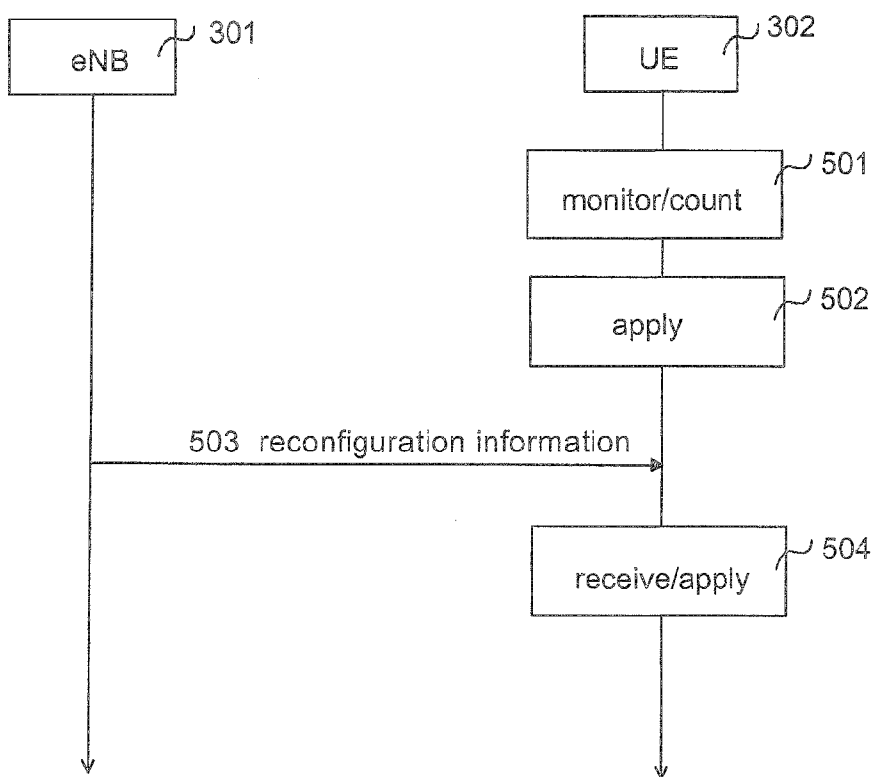 301
eNB
302
UE
501
monitor/count
502
apply
503 reconfiguration information
504
receive/apply